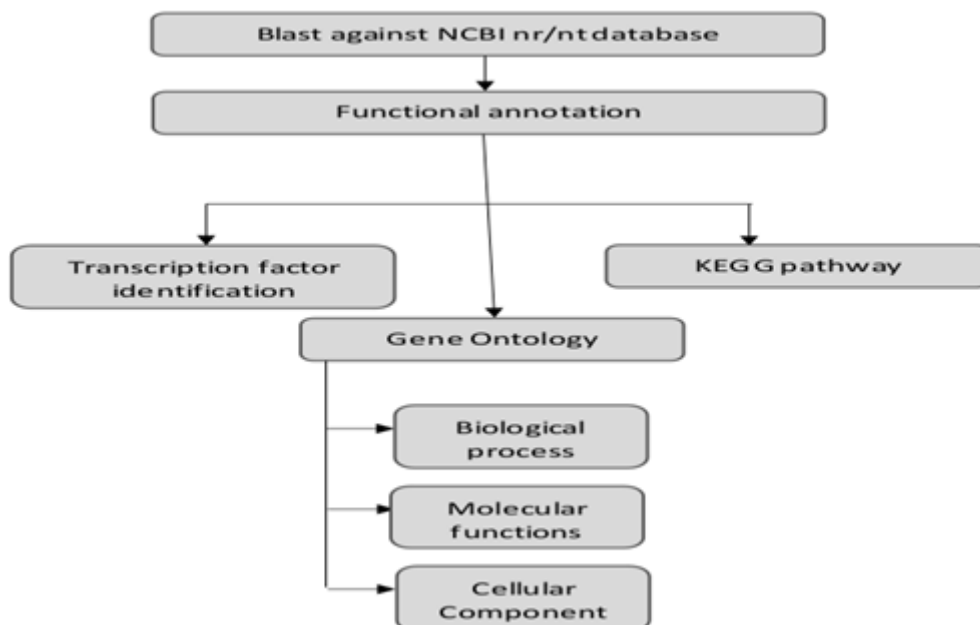 Blast against NCBI nr/nt database
Functional annotation
Transcription factor
identification
KEGG pathway
Gene Ontology
Biological
process
Molecular
functions
Cellular
Component